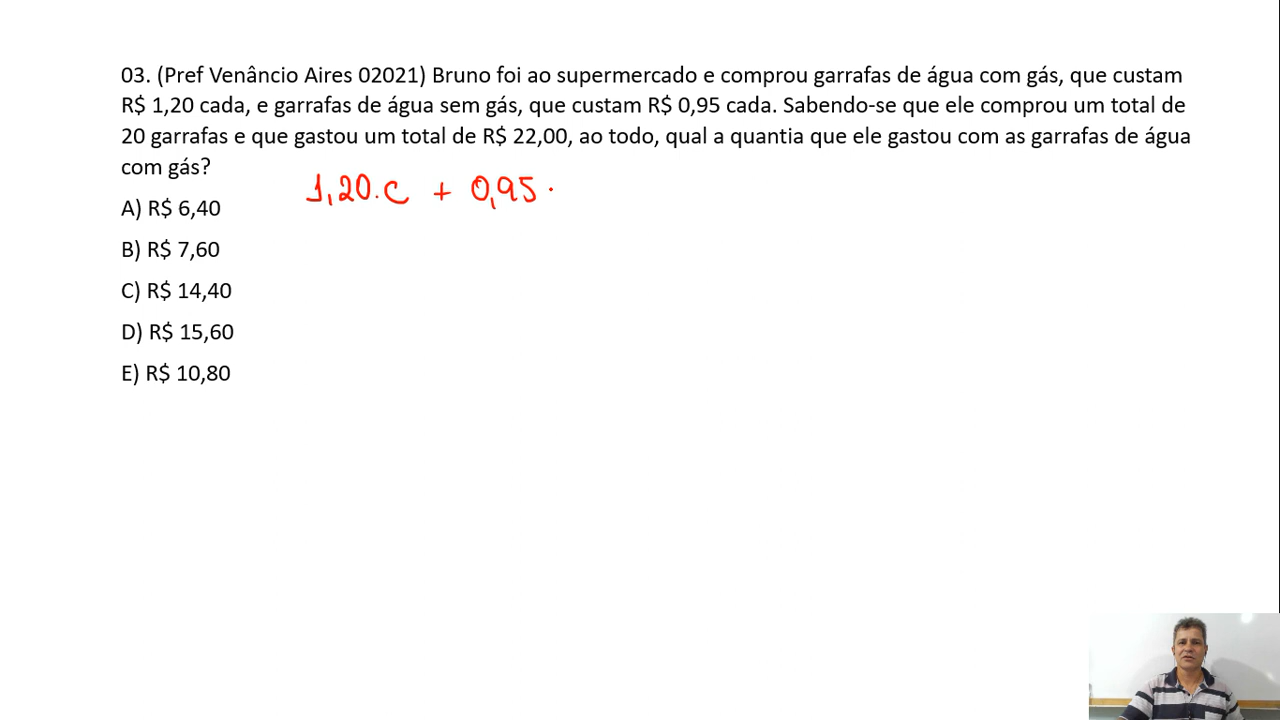 03. (Pref Venâncio Aires 02021) Bruno foi ao supermercado e comprou garrafas de água com gás, que custam
R$ 1,20 cada, e garrafas de água sem gás, que custam R$ 0,95 cada. Sabendo-se que ele comprou um total de
20 garrafas e que gastou um total de R$ 22,00, ao todo, qual a quantia que ele gastou com as garrafas de água
com gás?
1,20.c + 0,95 .
A) R$ 6,40
B) R$ 7,60
C) R$ 14,40
D) R$ 15,60
E) R$ 10,80